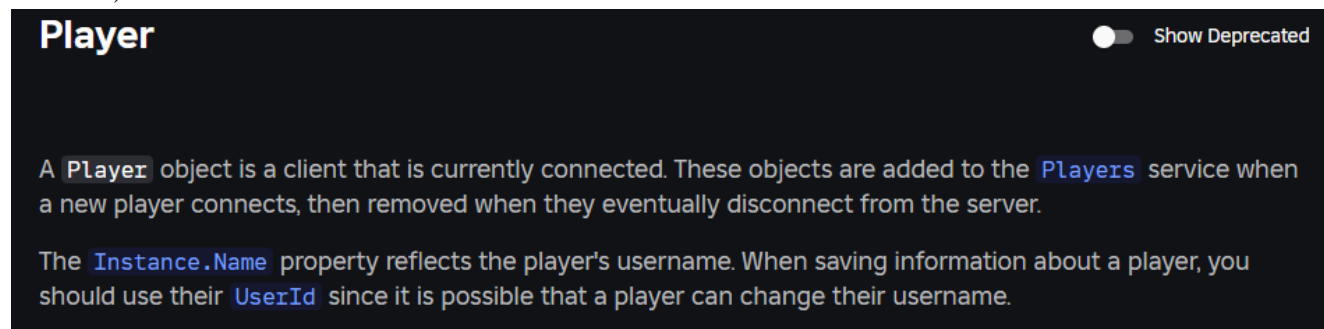 Player
Show Deprecated
A Player object is a client that is currently connected. These objects are added to the Players service when
a new player connects, then removed when they eventually disconnect from the server.
The Instance.Name property reflects the player's username. When saving information about a player, you
should use their UserId since it is possible that a player can change their username.